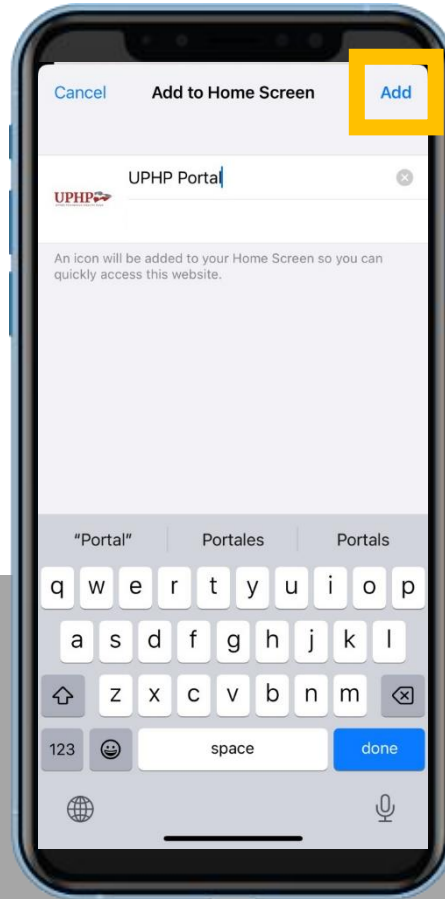 Cancel Add to Home Screen Add
UPHP Portal
UPHP
An icon will be added to your Home Screen so you can
quickly access this website.
"Portal" Portales Portals
q w e r t y u i o p
a s d f g h j k l
z x c v b n m
123 space done